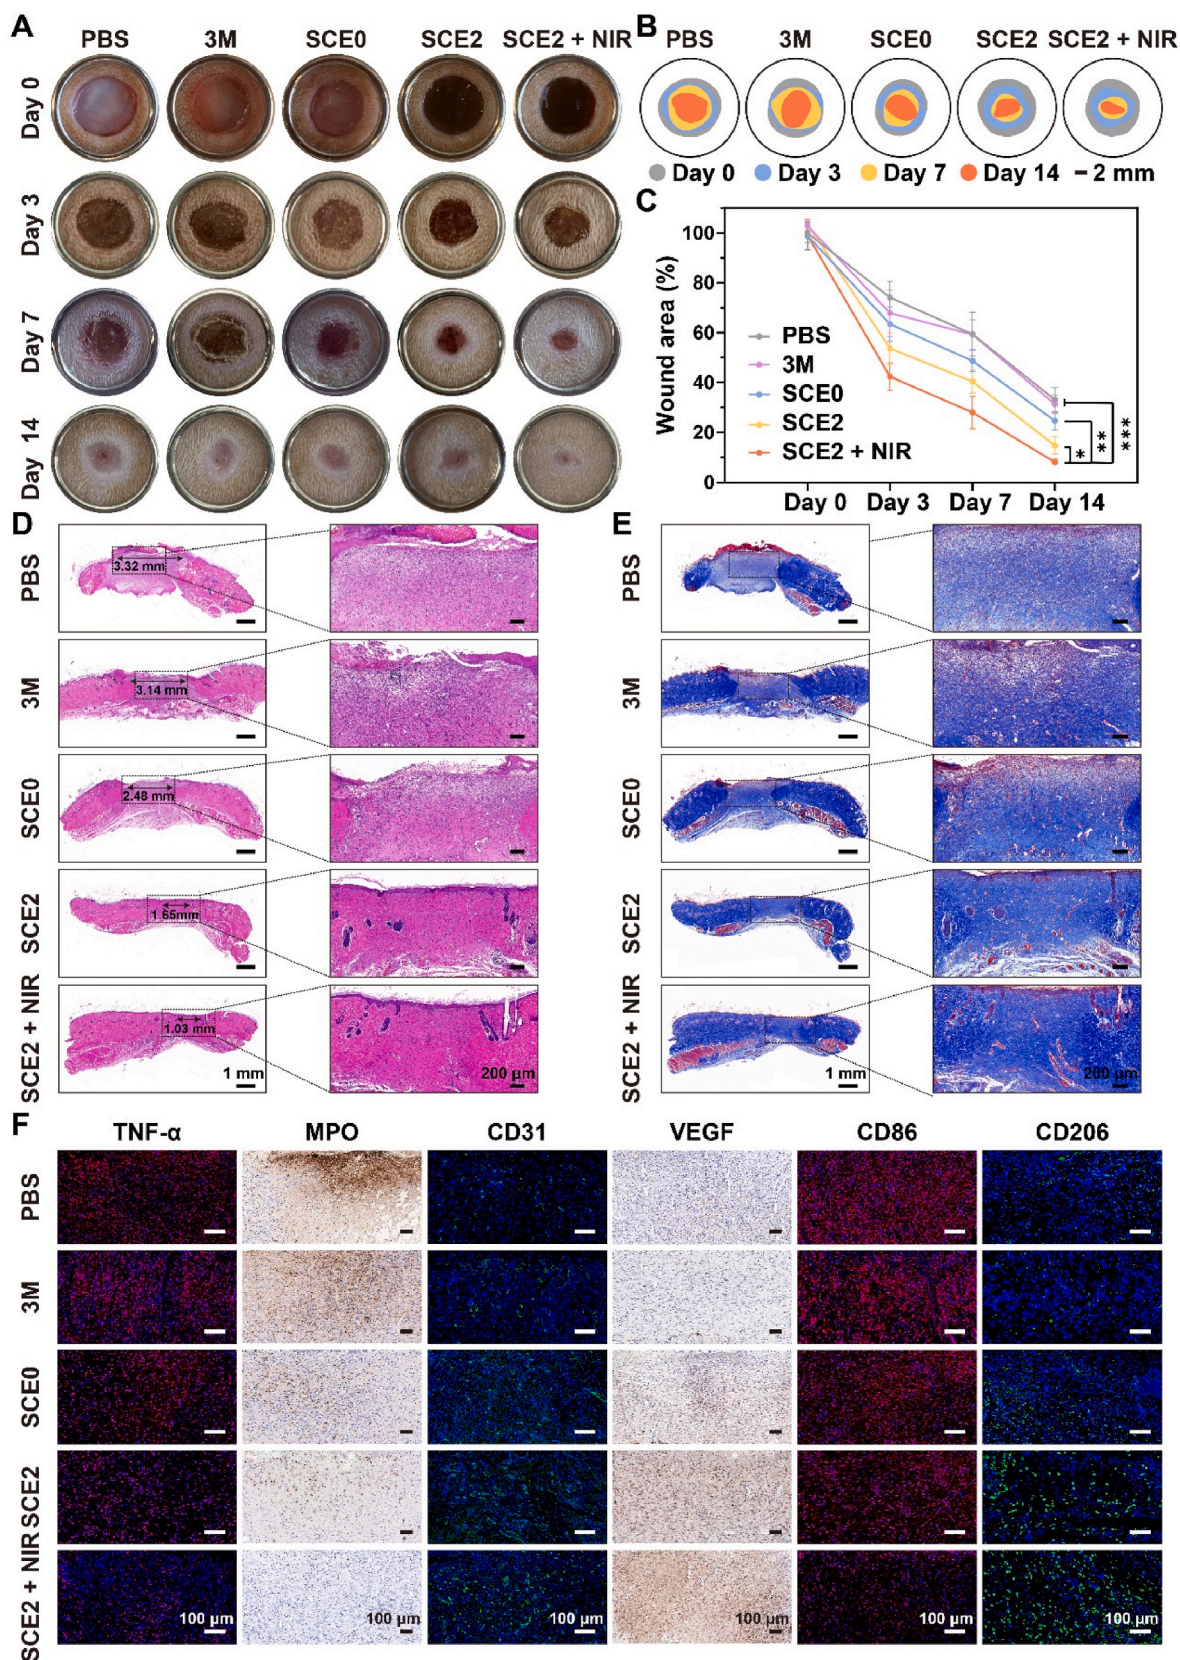 A
PBS 3M SCE0 SCE2 SCE2 + NIR
Day 0
Day 3
Day 7
Day 14
B
PBS 3M SCE0 SCE2 SCE2 + NIR
Day 0 Day 3 Day 7 Day 14 2 mm
C
Wound area (%)
100
80
60
40
20
0
PBS
3M
SCE0
SCE2
SCE2 + NIR
*
**
***
Day 0 Day 3 Day 7 Day 14
D
PBS
3.32 mm
3M
3.14 mm
SCE0
2.48 mm
SCE2
1.65mm
SCE2 + NIR
1.03 mm
1 mm
200 μm
E
PBS
3M
SCE0
SCE2
SCE2 + NIR
1 mm
200 μm
F
TNF-α MPO CD31 VEGF CD86 CD206
PBS
3M
SCE0
SCE2
SCE2 + NIR
100 μm 100 μm 100 μm 100 μm 100 μm 100 μm